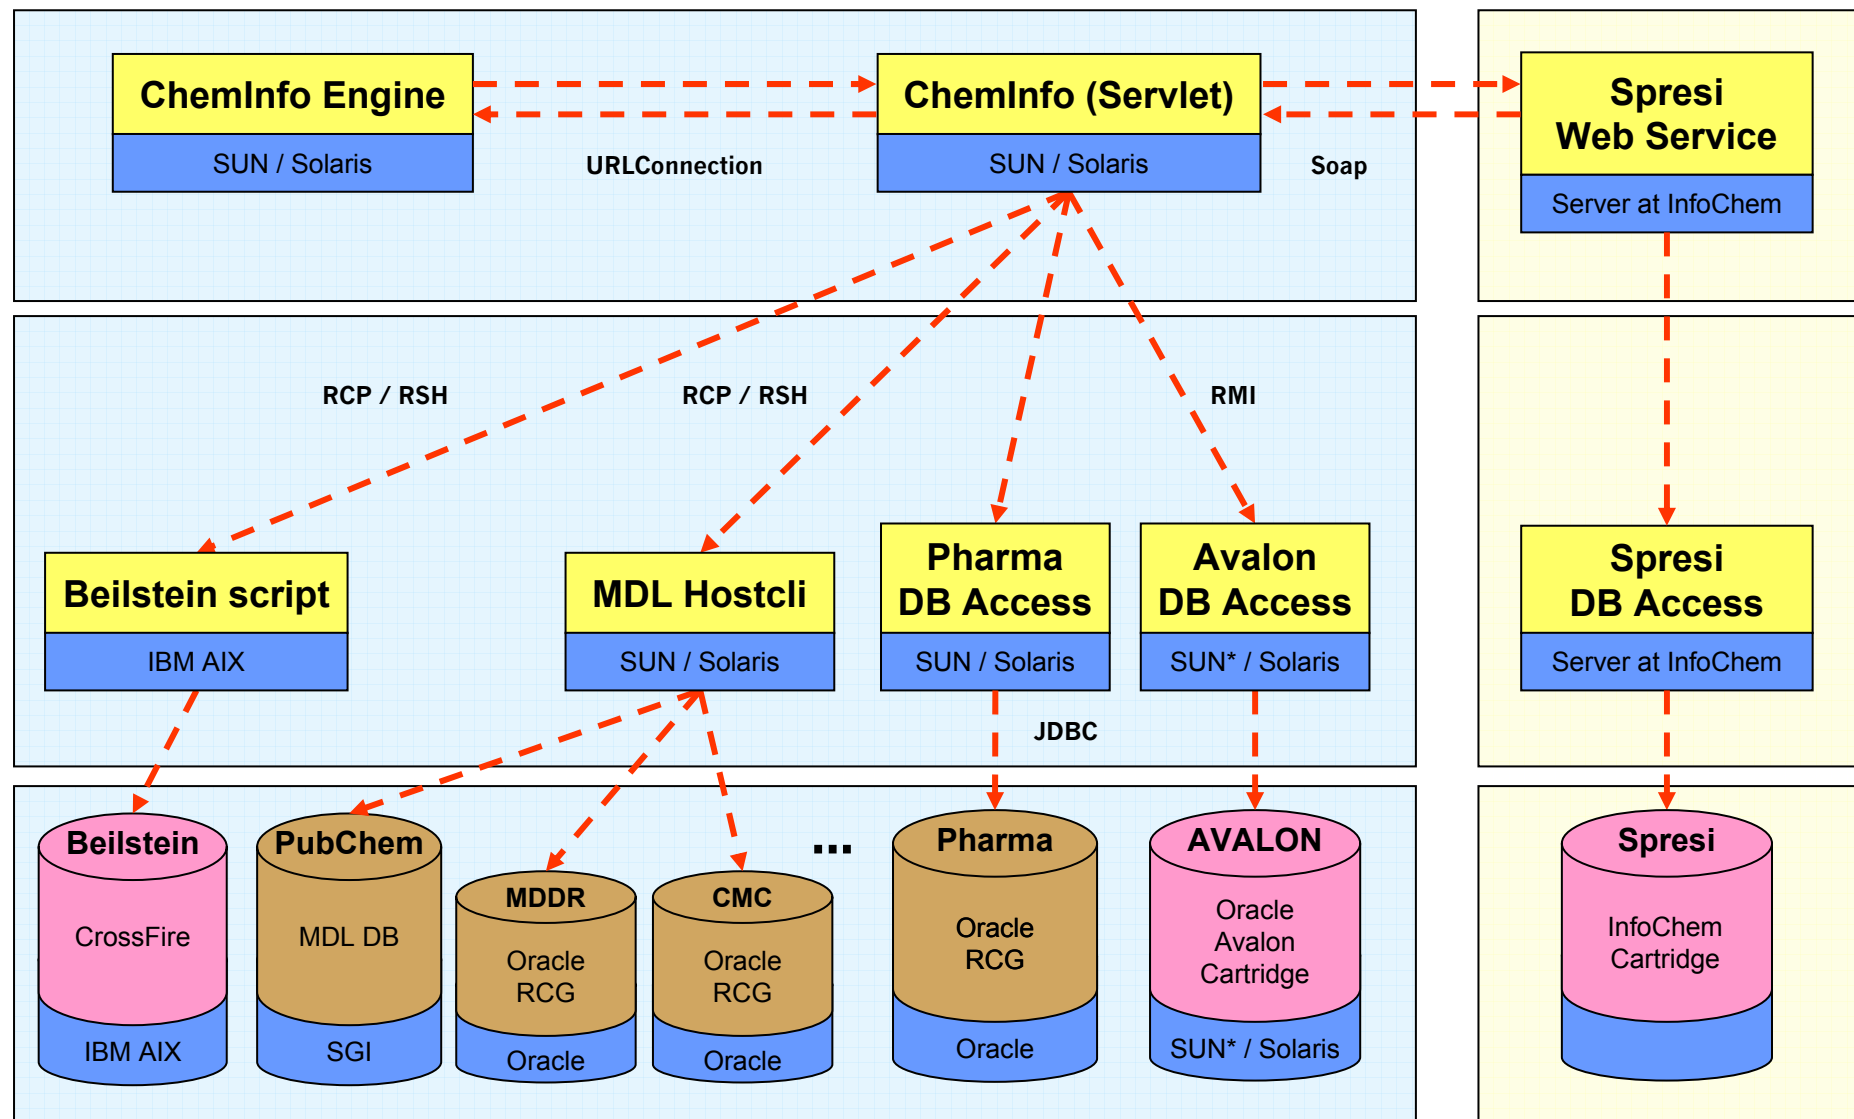 ChemInfo Engine
SUN / Solaris
URLConnection
ChemInfo (Servlet)
SUN / Solaris
Soap
Spresi
Web Service
Server at InfoChem
RCP / RSH
RCP / RSH
RMI
Beilstein script
IBM AIX
MDL Hostcli
SUN / Solaris
Pharma
DB Access
SUN / Solaris
Avalon
DB Access
SUN* / Solaris
Spresi
DB Access
Server at InfoChem
JDBC
Beilstein
CrossFire
IBM AIX
PubChem
MDL DB
SGI
MDDR
Oracle
RCG
Oracle
CMC
Oracle
RCG
Oracle
...
Pharma
Oracle
RCG
Oracle
AVALON
Oracle
Avalon
Cartridge
SUN* / Solaris
Spresi
InfoChem
Cartridge